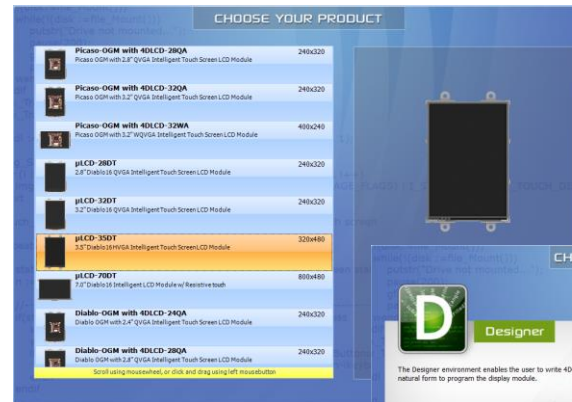 CHOOSE YOUR PRODUCT
Picaso-OGM with 4DLCD-28QA 240x320
Picaso OGM with 2.8" QVGA Intelligent Touch Screen LCD Module
Picaso-OGM with 4DLCD-32QA 240x320
Picaso OGM with 3.2" QVGA Intelligent Touch Screen LCD Module
Picaso-OGM with 4DLCD-32WA 400x240
Picaso OGM with 3.2" WQVGA Intelligent Touch Screen LCD Module
µLCD-28DT 240x320
2.8" Diablo16 QVGA Intelligent Touch Screen LCD Module
µLCD-32DT 240x320
3.2" Diablo16 QVGA Intelligent Touch Screen LCD Module
µLCD-35DT 320x480
3.5" Diablo16 HVGA Intelligent Touch Screen LCD Module
µLCD-70DT 800x480
7.0" Diablo16 Intelligent LCD Module w/ Resistive touch
Diablo-OGM with 4DLCD-24QA 240x320
Diablo OGM with 2.4" QVGA Intelligent Touch Screen LCD Module
Diablo-OGM with 4DLCD-28QA 240x320
Diablo OGM with 2.8" QVGA Intelligent Touch Screen LCD Module
Scroll using mousewheel, or click and drag using left mousebutton
CH
D
Designer
The Designer environment enables the user to write 4D
natural form to program the display module.